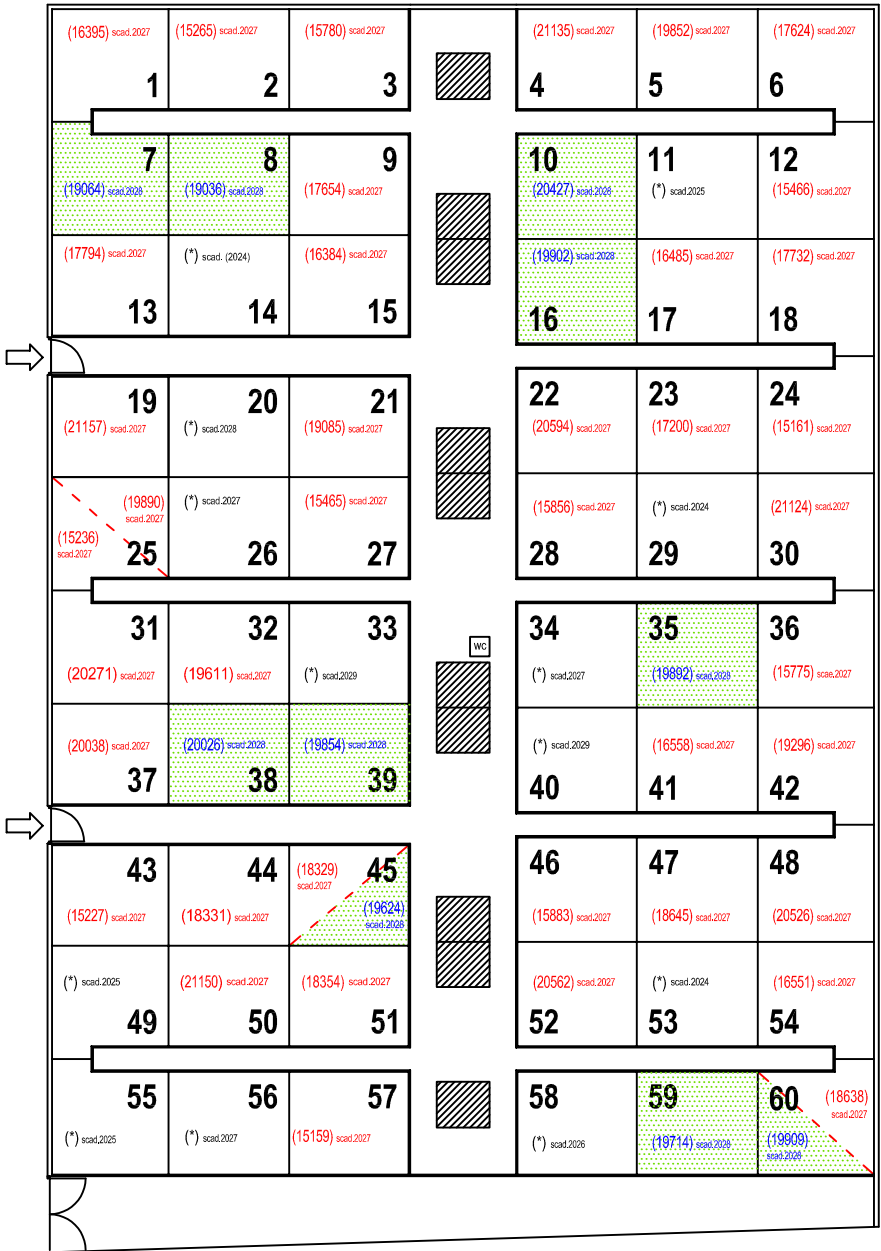 (16395) scad.2027 (15265) scad.2027 (15780) scad.2027 (21135) scad.2027 (19852) scad.2027 (17624) scad.2027
1 2 3 4 5 6
7 8 9 10 11 12
(19064) scad.2028 (19036) scad.2028 (17654) scad.2027 (20427) scad.2028 (*) scad.2025 (15466) scad.2027
(17794) scad.2027 (*) scad. (2024) (16384) scad.2027 (19902) scad.2028 (16485) scad.2027 (17732) scad.2027
13 14 15 16 17 18
19 20 21 22 23 24
(21157) scad.2027 (*) scad.2028 (19085) scad.2027 (20594) scad.2027 (17200) scad.2027 (15161) scad.2027
(19890) scad.2027 (*) scad.2027 (15465) scad.2027 (15856) scad.2027 (*) scad.2024 (21124) scad.2027
(15236) scad.2027
25 26 27 28 29 30
31 32 33 34 35 36
WC
(20271) scad.2027 (19611) scad.2027 (*) scad.2029 (*) scad.2027 (19892) scad.2028 (15775) scae.2027
(20038) scad.2027 (20026) scad.2028 (19854) scad.2028 (*) scad.2029 (16558) scad.2027 (19296) scad.2027
37 38 39 40 41 42
43 44 45 46 47 48
(18329) scad.2027
(15227) scad.2027 (18331) scad.2027 (19624) scad.2028 (15883) scad.2027 (18645) scad.2027 (20526) scad.2027
(*) scad.2025 (21150) scad.2027 (18354) scad.2027 (20562) scad.2027 (*) scad.2024 (16551) scad.2027
49 50 51 52 53 54
55 56 57 58 59 60
(18638) scad.2027
(*) scad.2025 (*) scad.2027 (15159) scad.2027 (*) scad.2026 (19714) scad.2028 (19909) scad.2028